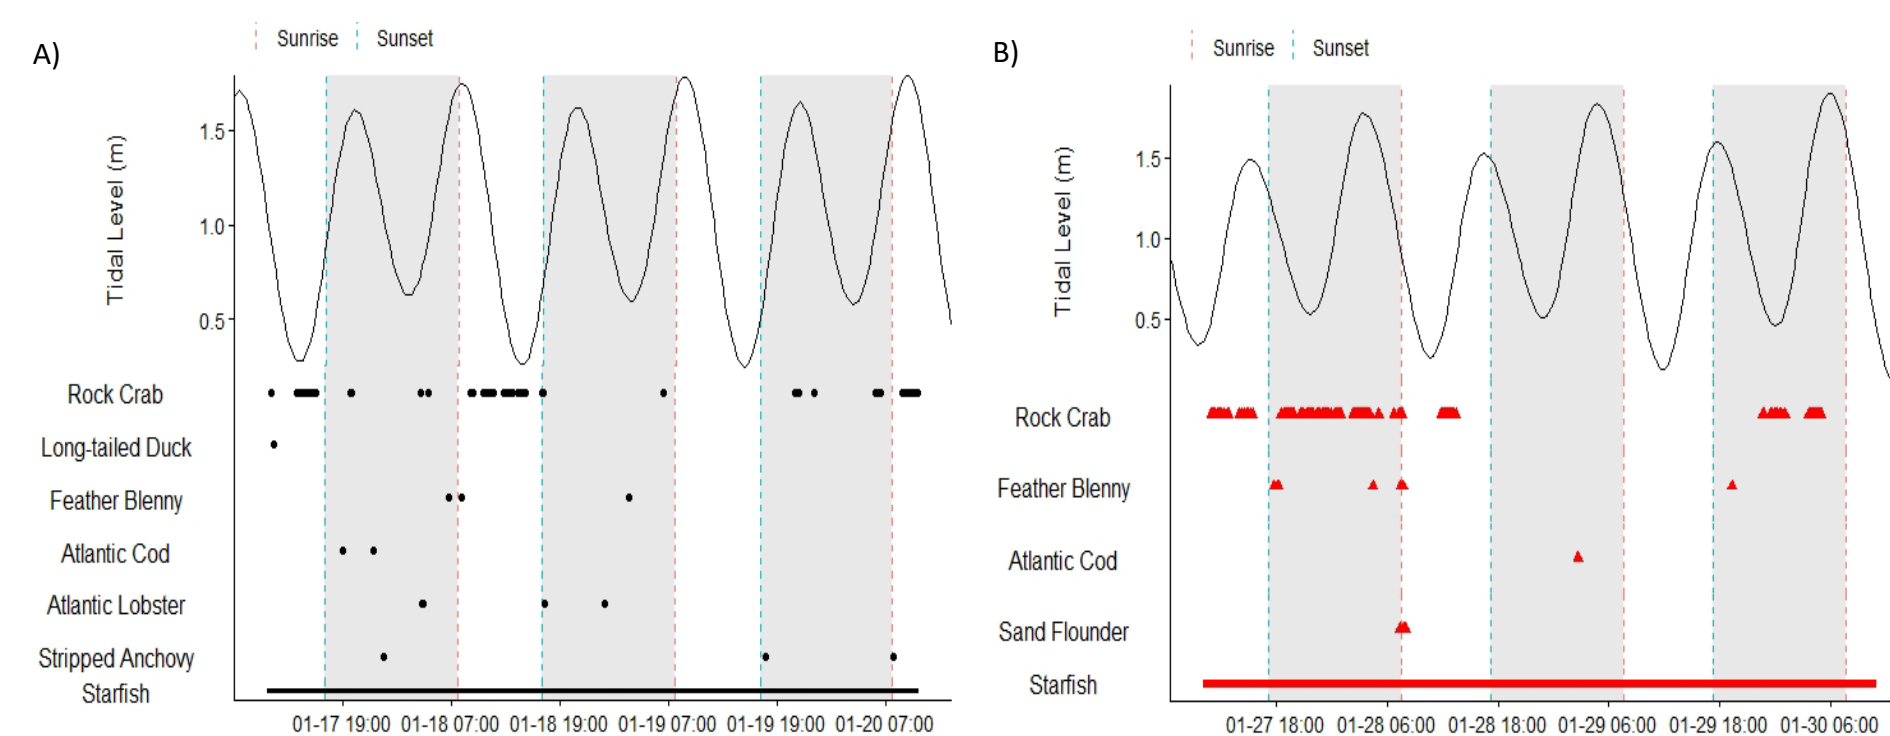 A)
Sunrise Sunset
Tidal Level (m)
1.5
1.0
0.5
Rock Crab
Long-tailed Duck
Feather Blenny
Atlantic Cod
Atlantic Lobster
Stripped Anchovy
Starfish
01-17 19:00 01-18 07:00 01-18 19:00 01-19 07:00 01-19 19:00 01-20 07:00
B)
Sunrise Sunset
Tidal Level (m)
1.5
1.0
0.5
Rock Crab
Feather Blenny
Atlantic Cod
Sand Flounder
Starfish
01-27 18:00 01-28 06:00 01-28 18:00 01-29 06:00 01-29 18:00 01-30 06:00